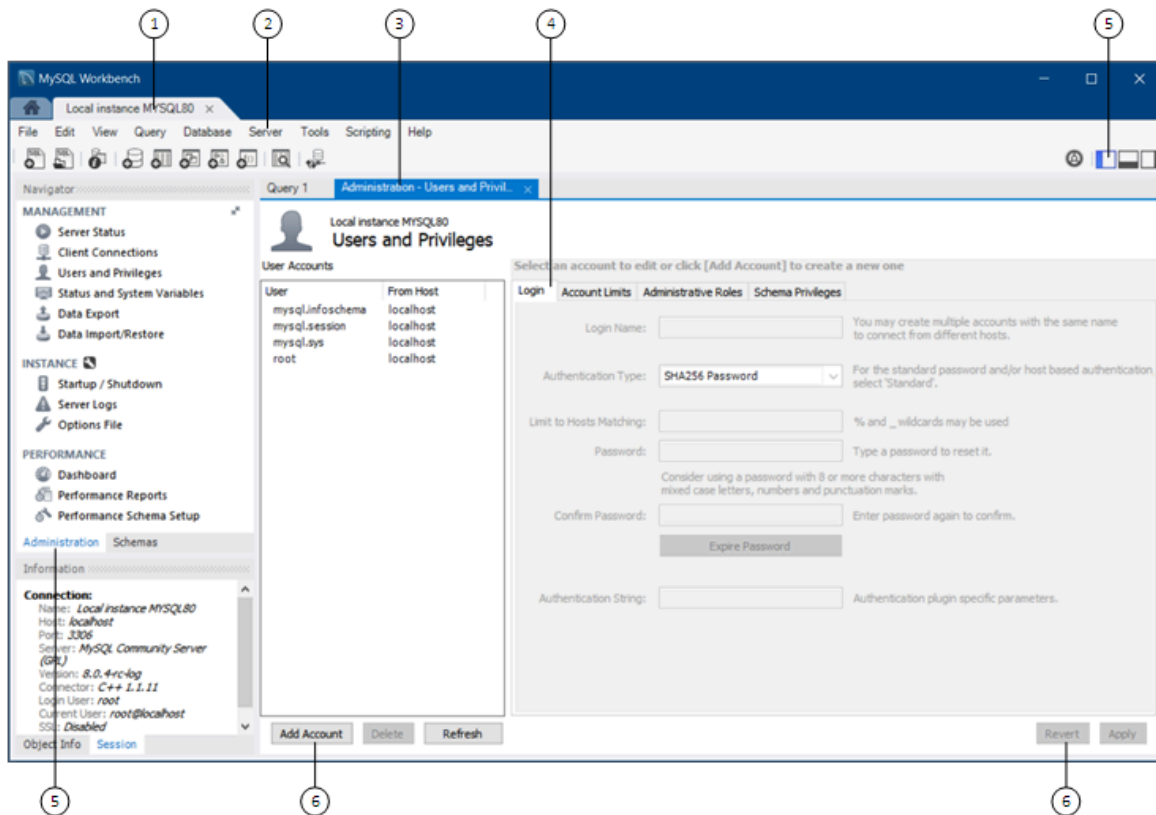 1 2 3 4 5
MySQL Workbench
Local instance MYSQL80
File Edit View Query Database Server Tools Scripting Help
Navigator
MANAGEMENT
Server Status
Client Connections
Users and Privileges
Status and System Variables
Data Export
Data Import/Restore
INSTANCE
Startup / Shutdown
Server Logs
Options File
PERFORMANCE
Dashboard
Performance Reports
Performance Schema Setup
Administration Schemas
Information
Connection:
Name: Local instance MYSQL80
Host: localhost
Port: 3306
Server: MySQL Community Server
(GPL)
Version: 8.0.4-rc-log
Connector: C++ 1.1.11
Login User: root
Current User: root@localhost
SSL: Disabled
Object Info Session
Query 1 Administration - Users and Privil...
Local instance MYSQL80
Users and Privileges
User Accounts
User From Host
mysql.infoschema localhost
mysql.session localhost
mysql.sys localhost
root localhost
Add Account Delete Refresh
Select an account to edit or click [Add Account] to create a new one
Login Account Limits Administrative Roles Schema Privileges
Login Name: You may create multiple accounts with the same name
to connect from different hosts.
Authentication Type: SHA256 Password For the standard password and/or host based authentication
select 'Standard'.
Limit to Hosts Matching: % and _ wildcards may be used
Password: Type a password to reset it.
Consider using a password with 8 or more characters with
mixed case letters, numbers and punctuation marks.
Confirm Password: Enter password again to confirm.
Expire Password
Authentication String: Authentication plugin specific parameters.
Revert Apply
5 6 6